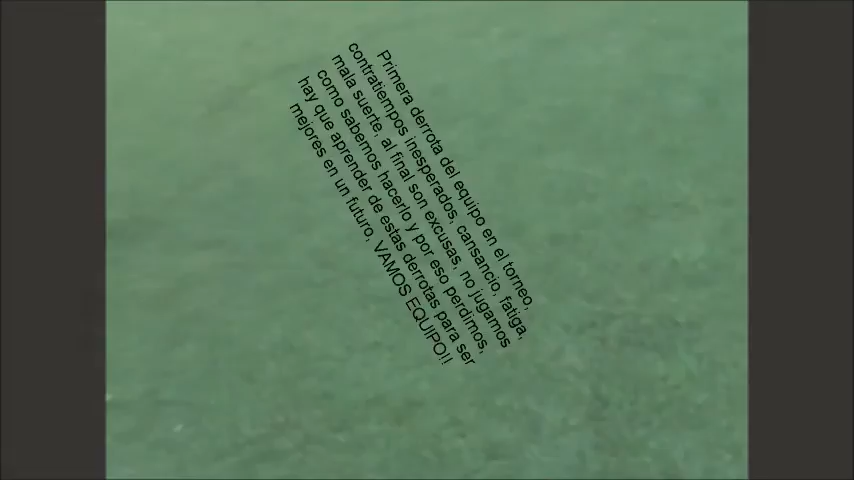 Primera derrota del equipo en el torneo,
contratiempos inesperados, cansancio, fatiga,
mala suerte, al final son excusas, no jugamos
como sabemos hacerlo y por eso perdimos,
hay que aprender de estas derrotas para ser
mejores en un futuro, VAMOS EQUIPO!!